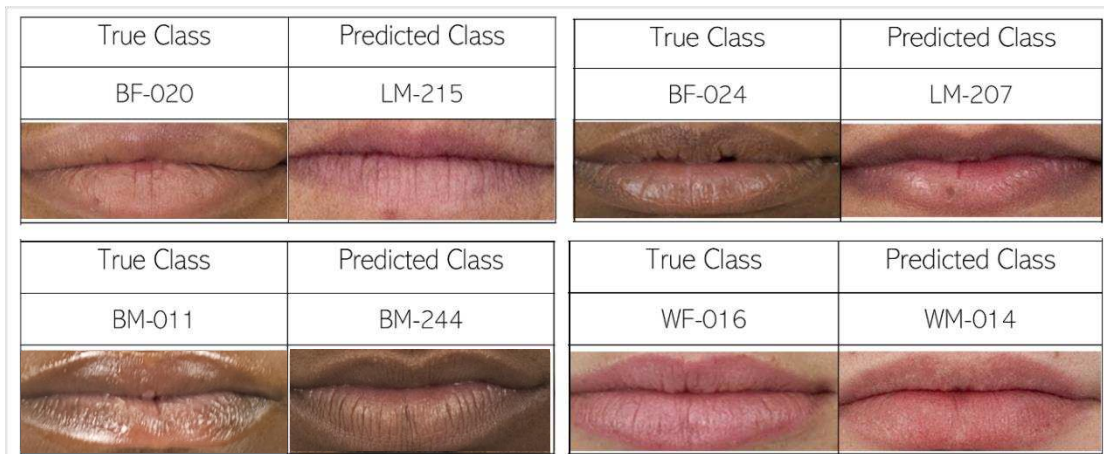 True Class Predicted Class
BF-020 LM-215
True Class Predicted Class
BF-024 LM-207
True Class Predicted Class
BM-011 BM-244
True Class Predicted Class
WF-016 WM-014